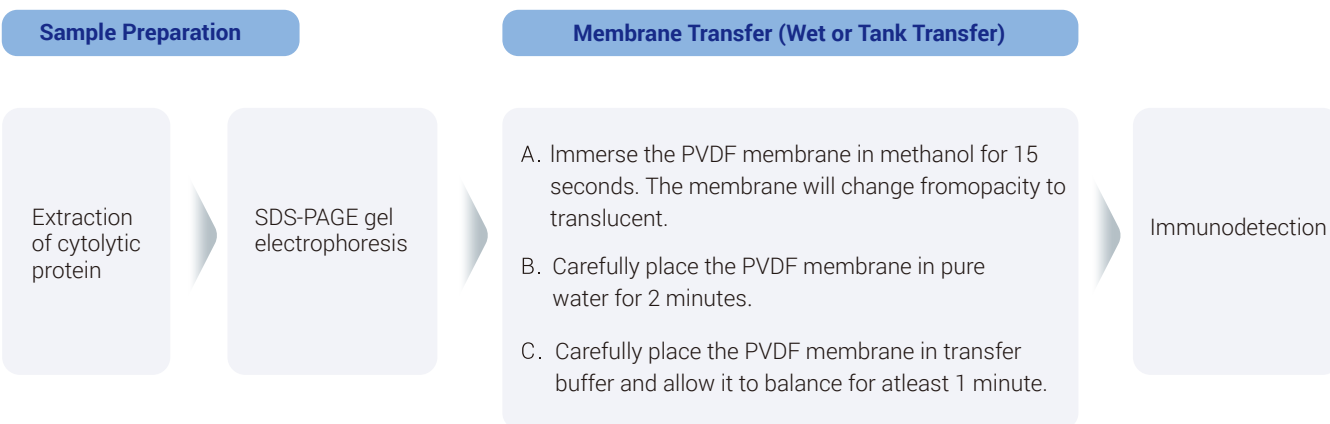 Sample Preparation
Membrane Transfer (Wet or Tank Transfer)
Extraction
of cytolytic
protein
SDS-PAGE gel
electrophoresis
A. Immerse the PVDF membrane in methanol for 15
seconds. The membrane will change fromopacity to
translucent.
B. Carefully place the PVDF membrane in pure
water for 2 minutes.
C. Carefully place the PVDF membrane in transfer
buffer and allow it to balance for atleast 1 minute.
Immunodetection